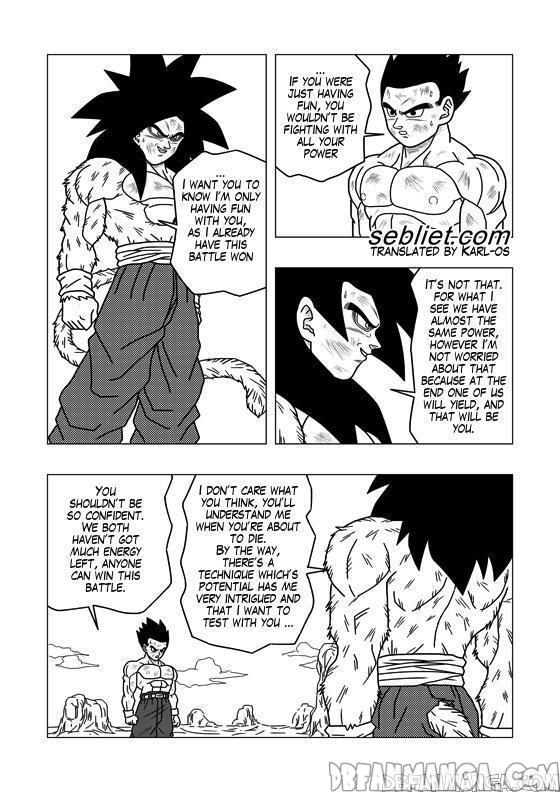 ...
I WANT YOU TO
KNOW I'M ONLY
HAVING FUN
WITH YOU,
AS I ALREADY
HAVE THIS
BATTLE WON
...
IF YOU WERE
JUST HAVING
FUN, YOU
WOULDN'T BE
FIGHTING WITH
ALL YOUR
POWER
sebliet.com
TRANSLATED BY KARL-OS
IT'S NOT THAT.
FOR WHAT I
SEE WE HAVE
ALMOST THE
SAME POWER,
HOWEVER I'M
NOT WORRIED
ABOUT THAT
BECAUSE AT THE
END ONE OF US
WILL YIELD, AND
THAT WILL BE
YOU.
YOU
SHOULDN'T BE
SO CONFIDENT.
WE BOTH
HAVEN'T GOT
MUCH ENERGY
LEFT, ANYONE
CAN WIN THIS
BATTLE.
I DON'T CARE WHAT
YOU THINK, YOU'LL
UNDERSTAND ME
WHEN YOU'RE ABOUT
TO DIE.
BY THE WAY,
THERE'S A
TECHNIQUE WHICH'S
POTENTIAL HAS ME
VERY INTRIGUED AND
THAT I WANT TO
TEST WITH YOU ...
DBFANMANGA.COM